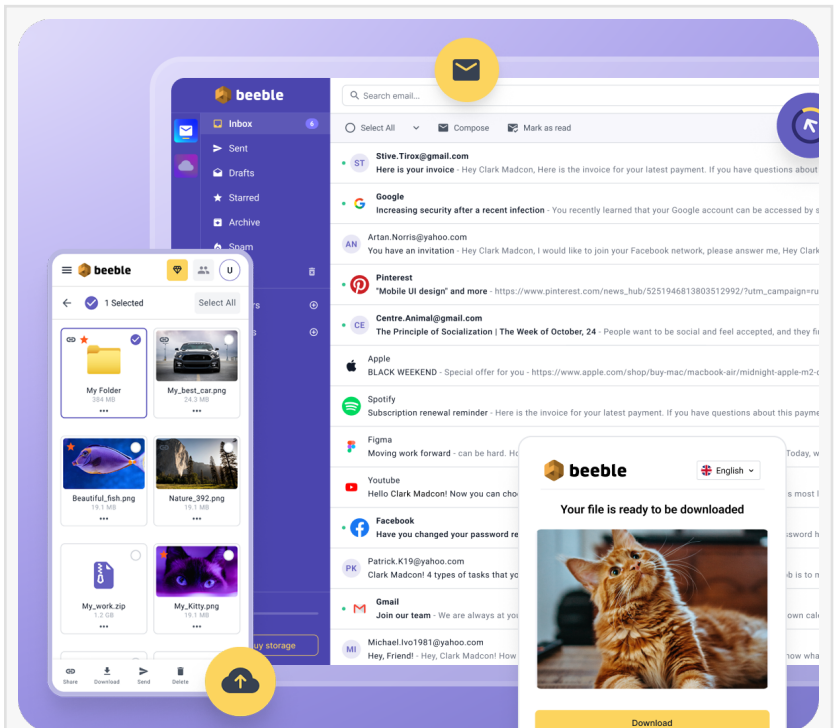 beeble
Search email...
Inbox
6
Select All
Compose
Mark as read
Sent
Drafts
Starred
Archive
Spam
ST
Stive.Tirox@gmail.com
Here is your invoice - Hey Clark Madcon, Here is the invoice for your latest payment. If you have questions about
Google
Increasing security after a recent infection - You recently learned that your Google account can be accessed by s
AN
Artan.Norris@yahoo.com
You have an invitation - Hey Clark Madcon, I would like to join your Facebook network, please answer me, Hey Clark
Pinterest
"Mobile UI design" and more - https://www.pinterest.com/news_hub/5251946813803512992/?utm_campaign=ru
CE
Centre.Animal@gmail.com
The Principle of Socialization | The Week of October, 24 - People want to be social and feel accepted, and they fi
Apple
BLACK WEEKEND - Special offer for you - https://www.apple.com/shop/buy-mac/macbook-air/midnight-apple-m2-c
Spotify
Subscription renewal reminder - Here is the invoice for your latest payment. If you have questions about this payme
Figma
Moving work forward - can be hard. Ho
Today, w
Youtube
Hello Clark Madcon! Now you can choo
s most l
Facebook
Have you changed your password re
ssword h
PK
Patrick.K19@yahoo.com
Clark Madcon! 4 types of tasks that yo
b is to m
Gmail
Join our team - We are always at you
own cale
MI
Michael.Ivo1981@yahoo.com
Hey, Friend! - Hey, Clark Madcon! How
now wha
rs
s
uy storage
beeble
U
1 Selected
Select All
My Folder
384 MB
My_best_car.png
24.3 MB
Beautiful_fish.png
19.1 MB
Nature_392.png
19.1 MB
My_work.zip
1.2 GB
My_Kitty.png
19.1 MB
Share
Download
Send
Delete
beeble
English
Your file is ready to be downloaded
Download